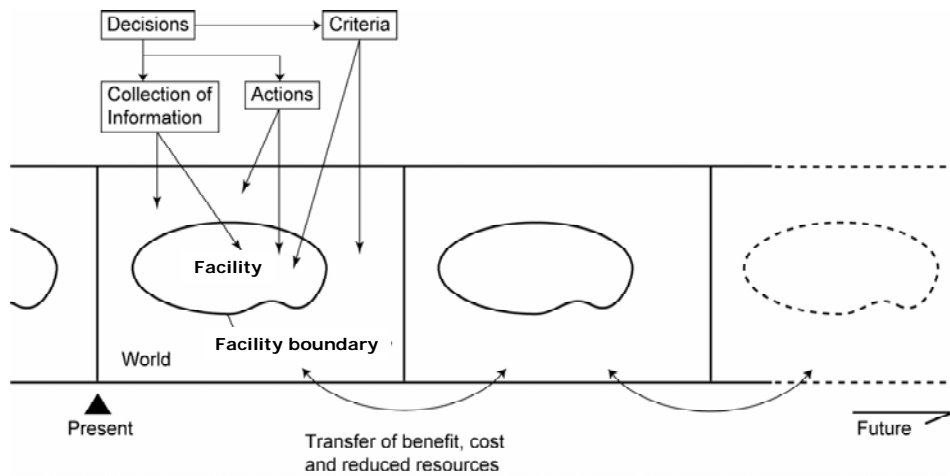 Decisions
Criteria
Collection of
Information
Actions
Facility
Facility boundary
World
Present
Transfer of benefit, cost
and reduced resources
Future